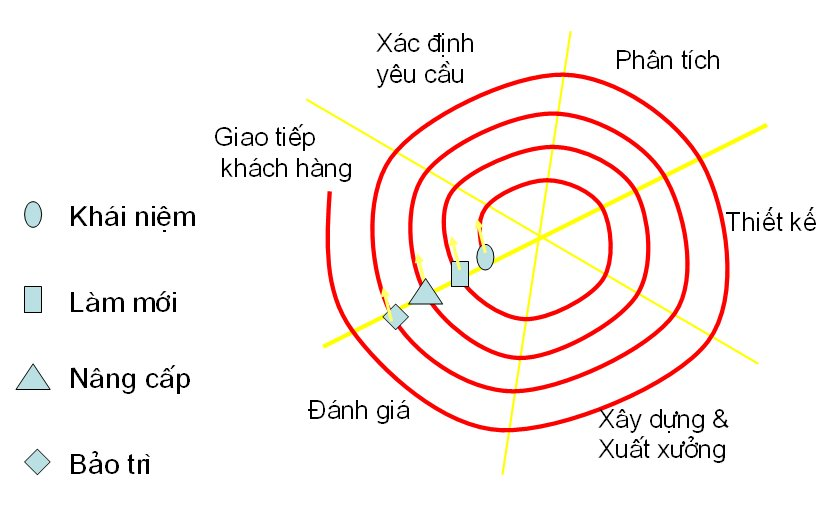 Xác định
yêu cầu
Phân tích
Giao tiếp
khách hàng
Khái niệm
Thiết kế
Làm mới
Nâng cấp
Đánh giá
Xây dựng &
Xuất xưởng
Bảo trì